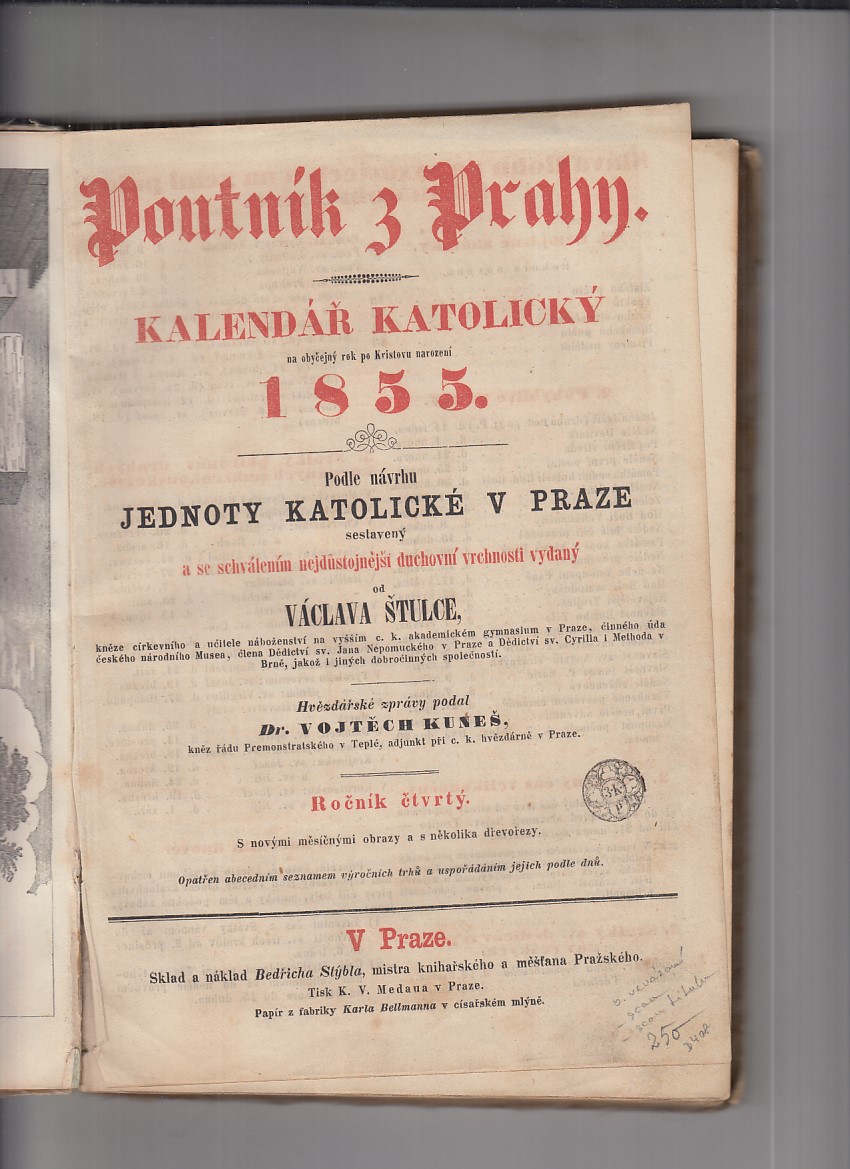 Poutník z Prahy.
KALENDÁŘ KATOLICKÝ
na obyčejný rok po Kristovu narození
1855.
Podle návrhu
JEDNOTY KATOLICKÉ V PRAZE
sestavený
a se schválením nejdůstojnější duchovní vrchnosti vydaný
od
VÁCLAVA ŠTULCE,
kněze církevního a učitele náboženství na vyšším c. k. akademickém gymnasium v Praze, činného úda
českého národního Musea, člena Dědictví sv. Jana Nepomuckého v Praze a Dědictví sv. Cyrilla i Methoda v
Brně, jakož i jiných dobročinných společností.
Hvězdářské zprávy podal
Dr. VOJTĚCH KUNEŠ,
kněz řádu Premonstratského v Teplé, adjunkt při c. k. hvězdárně v Praze.
Ročník čtvrtý.
3·K
P
S novými měsíčnými obrazy a s několika dřevorezy.
Opatřen abecedním seznamem výročních trhů a uspořádáním jejich podle dnů.
V Praze.
Sklad a náklad Bedřicha Stýbla, mistra knihařského a měšťana Pražského.
Tisk K. V. Medaua v Praze.
Papír z fabriky Karla Bellmanna v císařském mlýně.
250